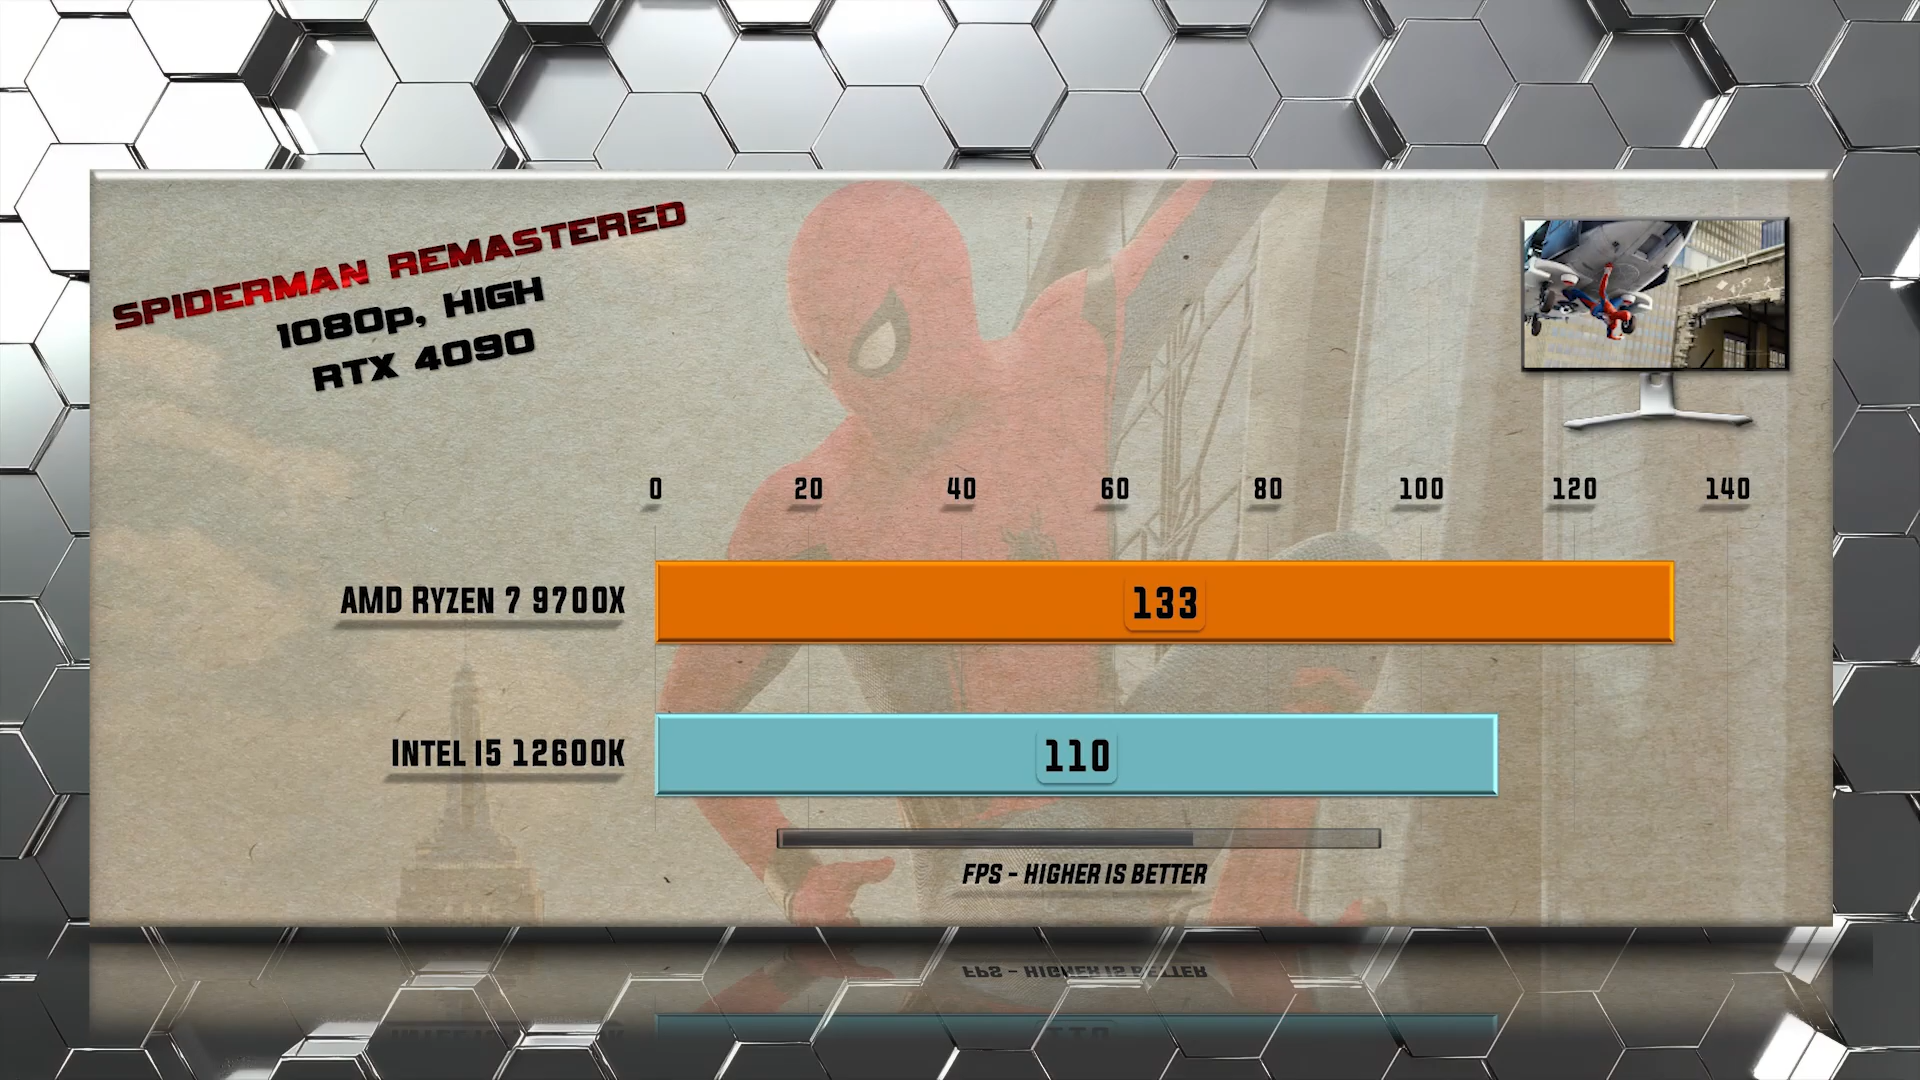 SPIDERMAN REMASTERED
1080p, HIGH
RTX 4090
0 20 40 60 80 100 120 140
AMD RYZEN 7 9700X 133
INTEL I5 12600K 110
FPS - HIGHER IS BETTER